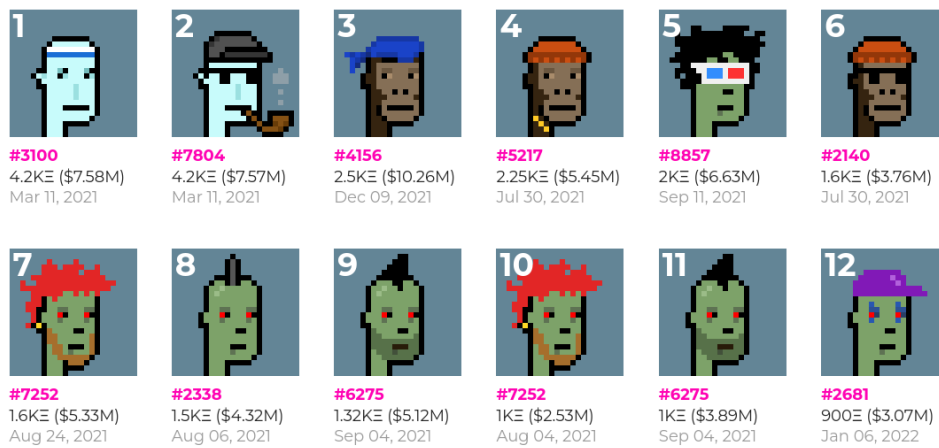 1
#3100
4.2KΞ ($7.58M)
Mar 11, 2021
2
#7804
4.2KΞ ($7.57M)
Mar 11, 2021
3
#4156
2.5KΞ ($10.26M)
Dec 09, 2021
4
#5217
2.25KΞ ($5.45M)
Jul 30, 2021
5
#8857
2KΞ ($6.63M)
Sep 11, 2021
6
#2140
1.6KΞ ($3.76M)
Jul 30, 2021
7
#7252
1.6KΞ ($5.33M)
Aug 24, 2021
8
#2338
1.5KΞ ($4.32M)
Aug 06, 2021
9
#6275
1.32KΞ ($5.12M)
Sep 04, 2021
10
#7252
1KΞ ($2.53M)
Aug 04, 2021
11
#6275
1KΞ ($3.89M)
Sep 04, 2021
12
#2681
900Ξ ($3.07M)
Jan 06, 2022